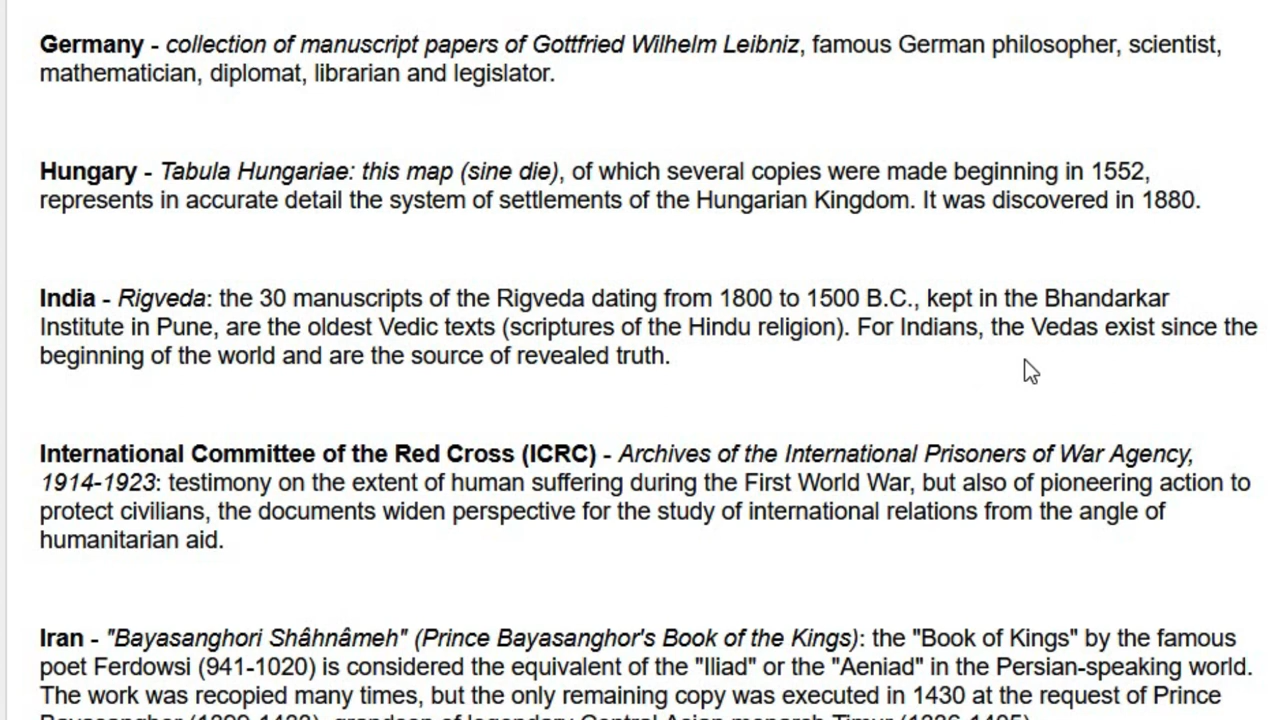 Germany - collection of manuscript papers of Gottfried Wilhelm Leibniz, famous German philosopher, scientist,
mathematician, diplomat, librarian and legislator.
Hungary - Tabula Hungariae: this map (sine die), of which several copies were made beginning in 1552,
represents in accurate detail the system of settlements of the Hungarian Kingdom. It was discovered in 1880.
India - Rigveda: the 30 manuscripts of the Rigveda dating from 1800 to 1500 B.C., kept in the Bhandarkar
Institute in Pune, are the oldest Vedic texts (scriptures of the Hindu religion). For Indians, the Vedas exist since the
beginning of the world and are the source of revealed truth.
International Committee of the Red Cross (ICRC) - Archives of the International Prisoners of War Agency,
1914-1923: testimony on the extent of human suffering during the First World War, but also of pioneering action to
protect civilians, the documents widen perspective for the study of international relations from the angle of
humanitarian aid.
Iran - "Bayasanghori Shâhnâmeh" (Prince Bayasanghor's Book of the Kings): the "Book of Kings" by the famous
poet Ferdowsi (941-1020) is considered the equivalent of the "Iliad" or the "Aeniad" in the Persian-speaking world.
The work was recopied many times, but the only remaining copy was executed in 1430 at the request of Prince
grandson of legendary Central Asian monarch Timur